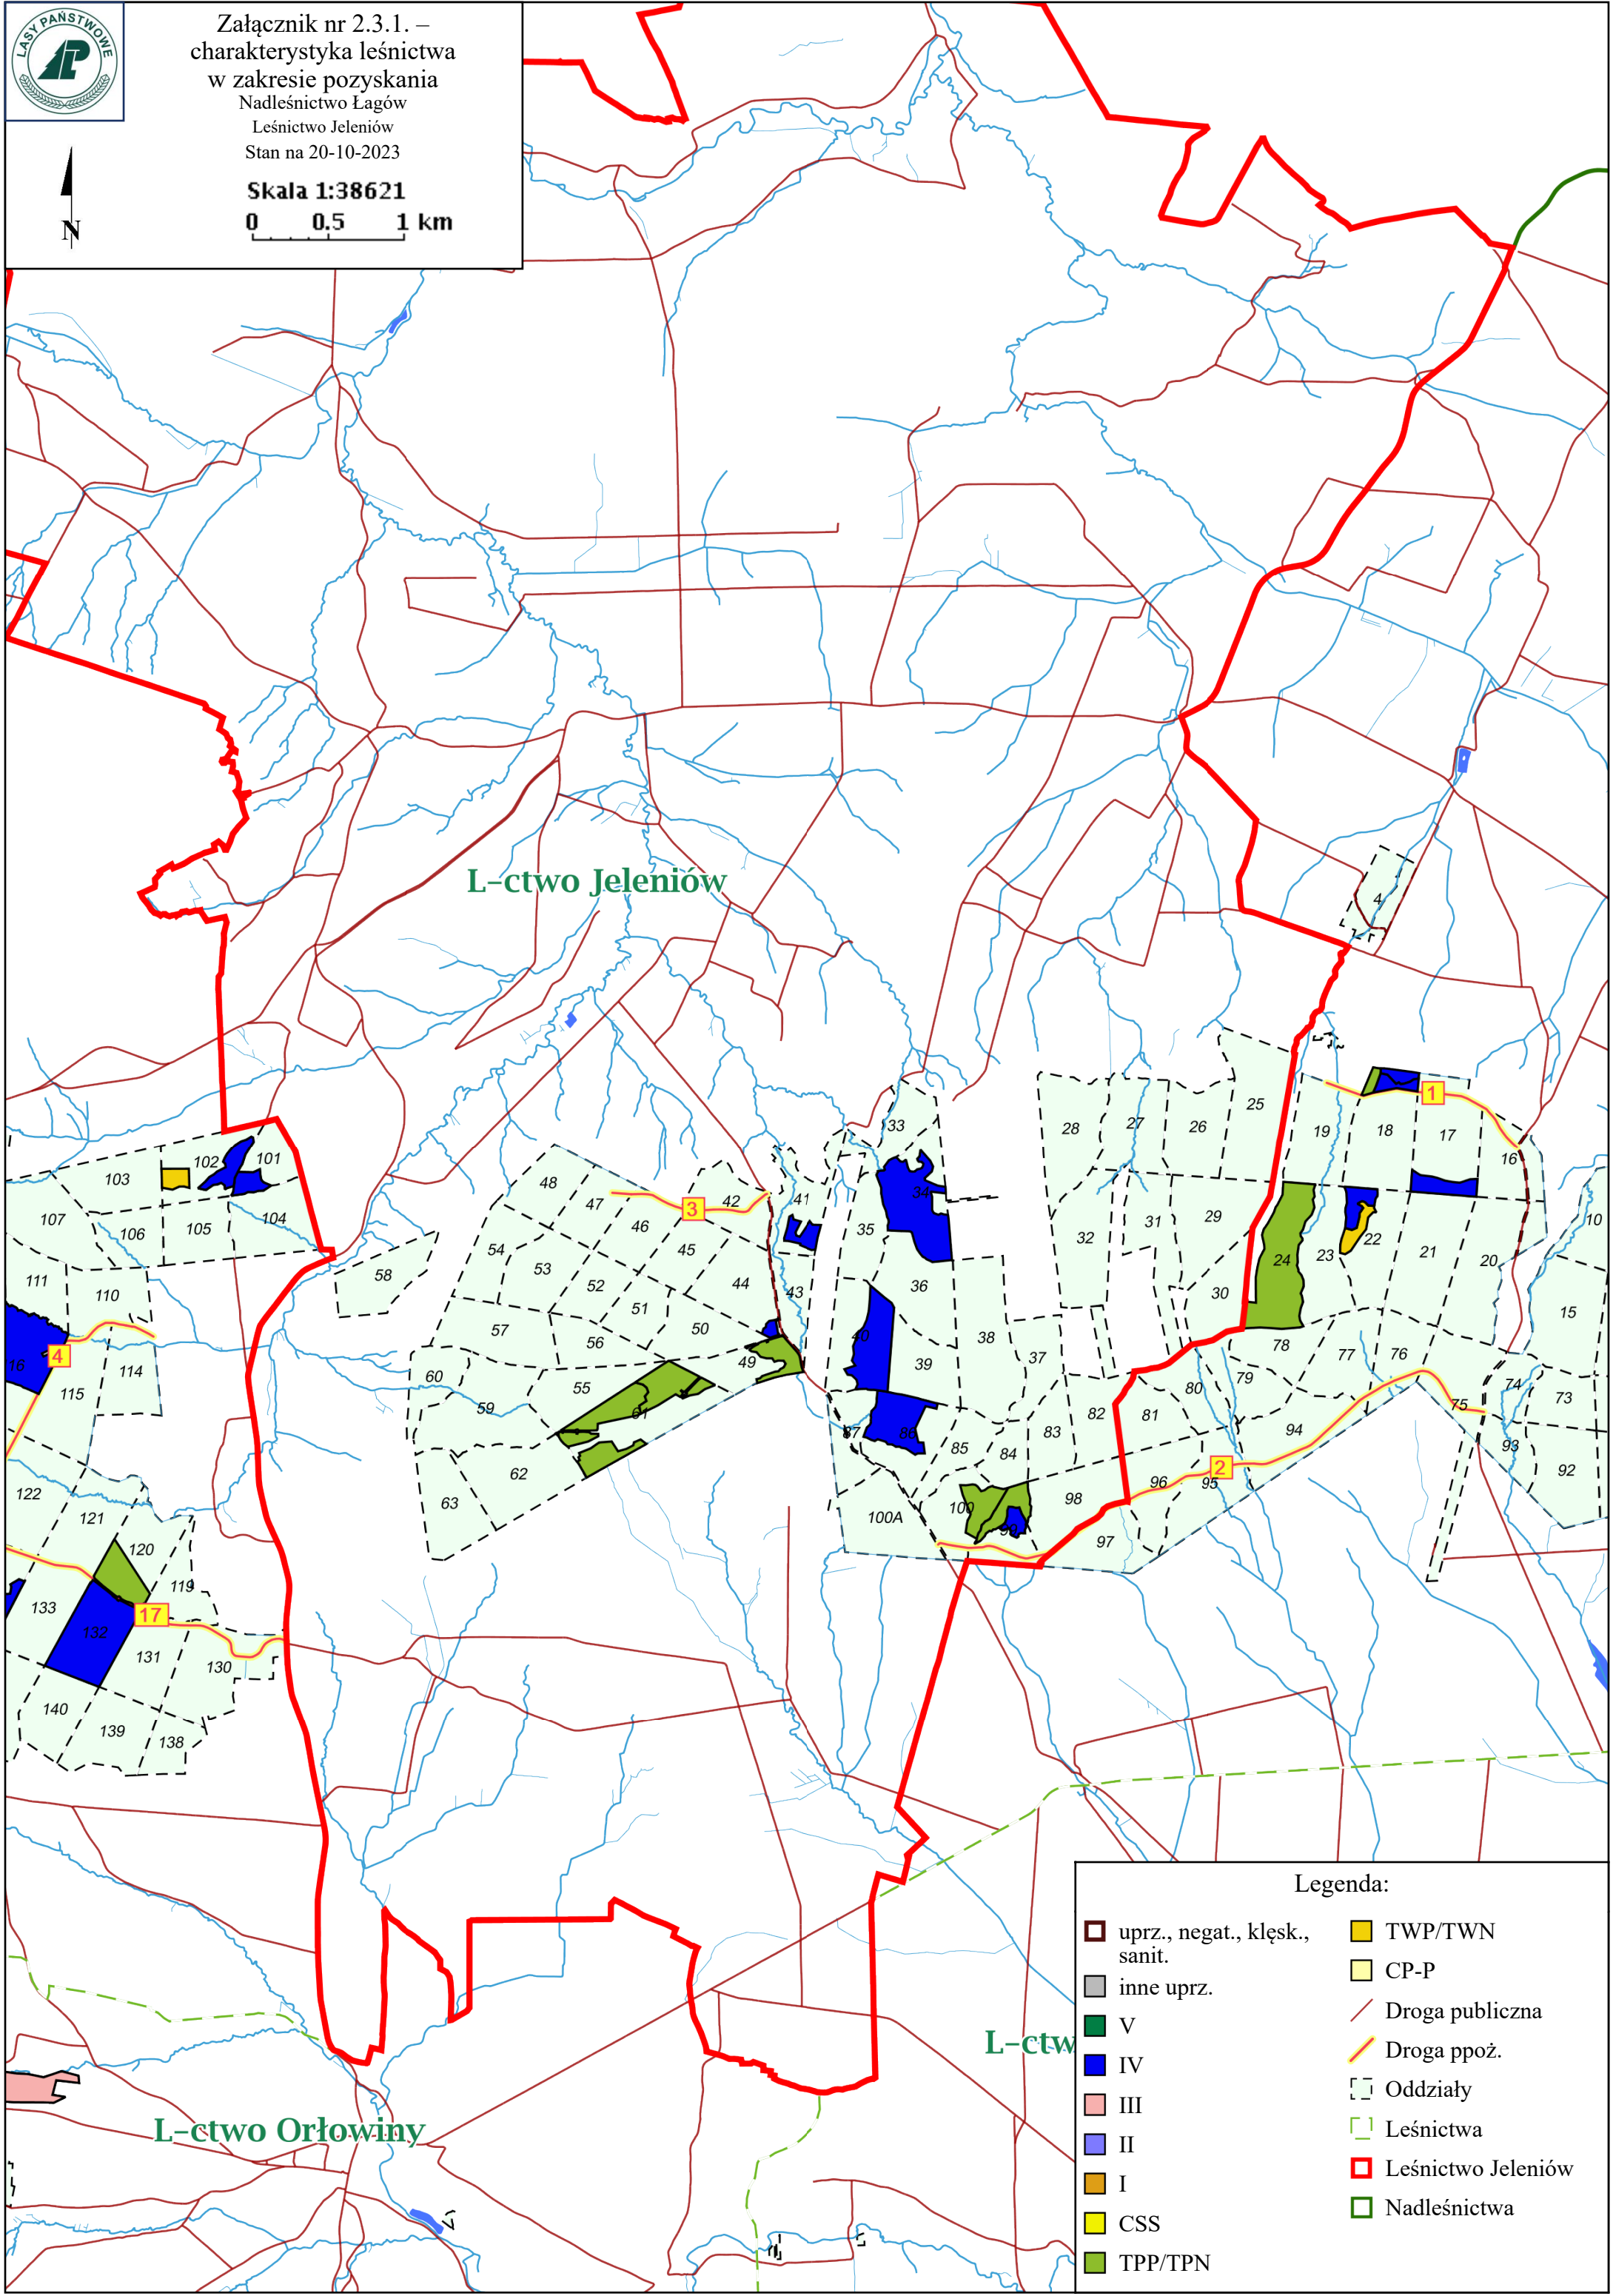 LASY PAŃSTWOWE
Załącznik nr 2.3.1. –
charakterystyka leśnictwa
w zakresie pozyskania
Nadleśnictwo Łagów
Leśnictwo Jeleniów
Stan na 20-10-2023
Skala 1:38621
0 0.5 1 km
N
L-ctwo Jeleniów
4
25
28 27 26
33
19 18 17 1
16
103 102 101
34
48 47 3 42 41
107 106 105 104
46 35 32 31 29
10
54 45 23 22 21 20
58 53 52 44 43 36 24
111 110 51 30 15
57 56 50 40 38
116 4 114 49 39 37 78 77 76
115 60 55 59 61 80 79 74 73
82 81 75
87 86 85 84 83 94 93
122 62 96 95 2 92
121 63 100A 100 99 98 97
120
119
133 17
132 131 130
140 139 138
L-ctw
L-ctwo Orłowiny
Legenda:
uprz., negat., klęsk.,
sanit.
inne uprz.
V
IV
III
II
I
CSS
TPP/TPN
TWP/TWN
CP-P
Droga publiczna
Droga ppoż.
Oddziały
Leśnictwa
Leśnictwo Jeleniów
Nadleśnictwa